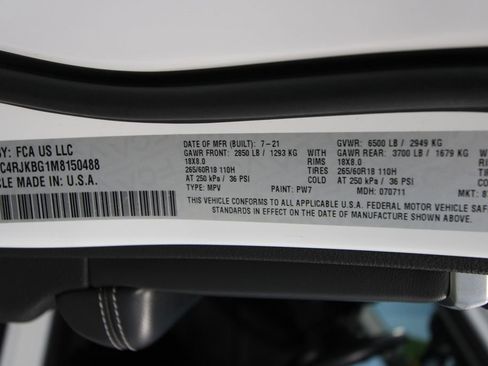 BY: FCA US LLC
C4RJKBG1M8150488
CLE MADE IN: U.S.A.
DATE OF MFR (BUILT): 7-21 GVWR: 6500 LB / 2949 KG
GAWR FRONT: 2850 LB / 1293 KG WITH GAWR REAR: 3700 LB / 1679 KG
18X8.0 RIMS 18X8.0
265/60R18 110H TIRES 265/60R18 110H
AT 250 kPa / 36 PSI COLD AT 250 kPa / 36 PSI
TYPE: MPV PAINT: PW7 MDH: 070711 MKT:
THIS VEHICLE CONFORMS TO ALL APPLICABLE U.S.A. FEDERAL MOTOR VEHICLE SAFE
STANDARDS IN EFFECT ON THE DATE OF MANUFACTURE SHOWN ABOVE.